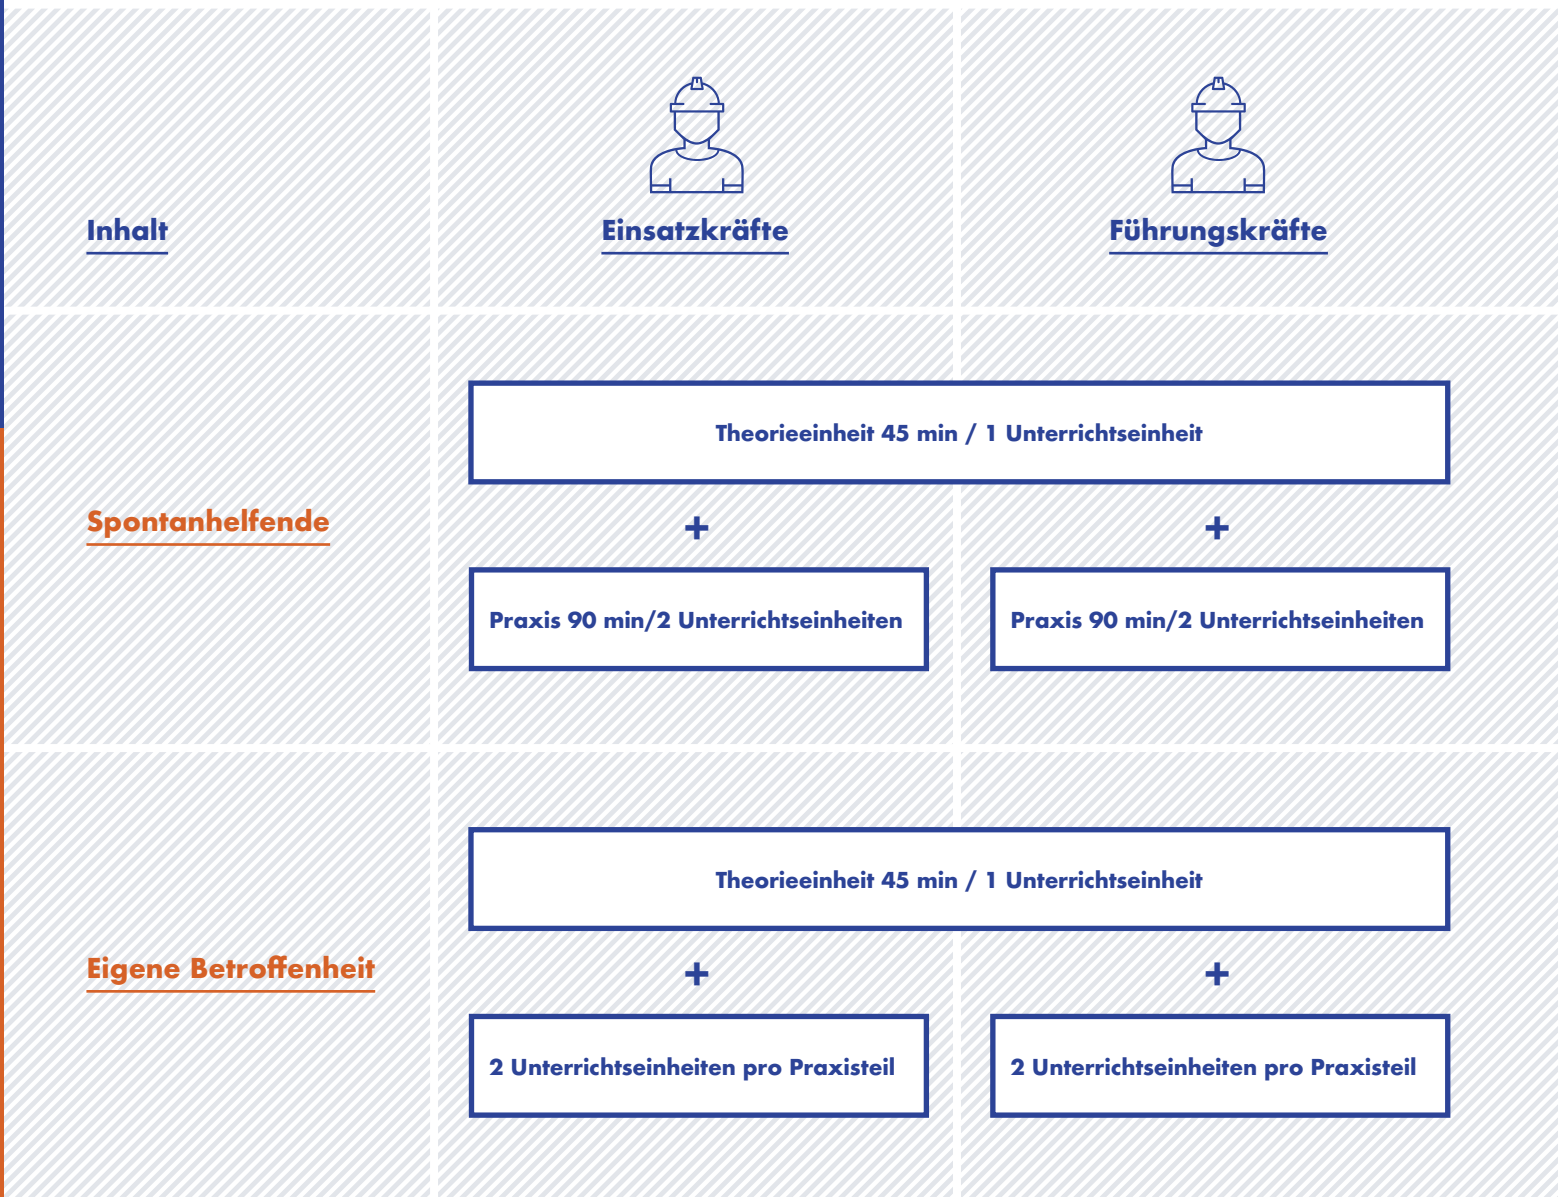 Inhalt
Einsatzkräfte
Führungskräfte
Spontanhelfende
Theorieeinheit 45 min / 1 Unterrichtseinheit
+
+
Praxis 90 min/2 Unterrichtseinheiten
Praxis 90 min/2 Unterrichtseinheiten
Eigene Betroffenheit
Theorieeinheit 45 min / 1 Unterrichtseinheit
+
+
2 Unterrichtseinheiten pro Praxisteil
2 Unterrichtseinheiten pro Praxisteil